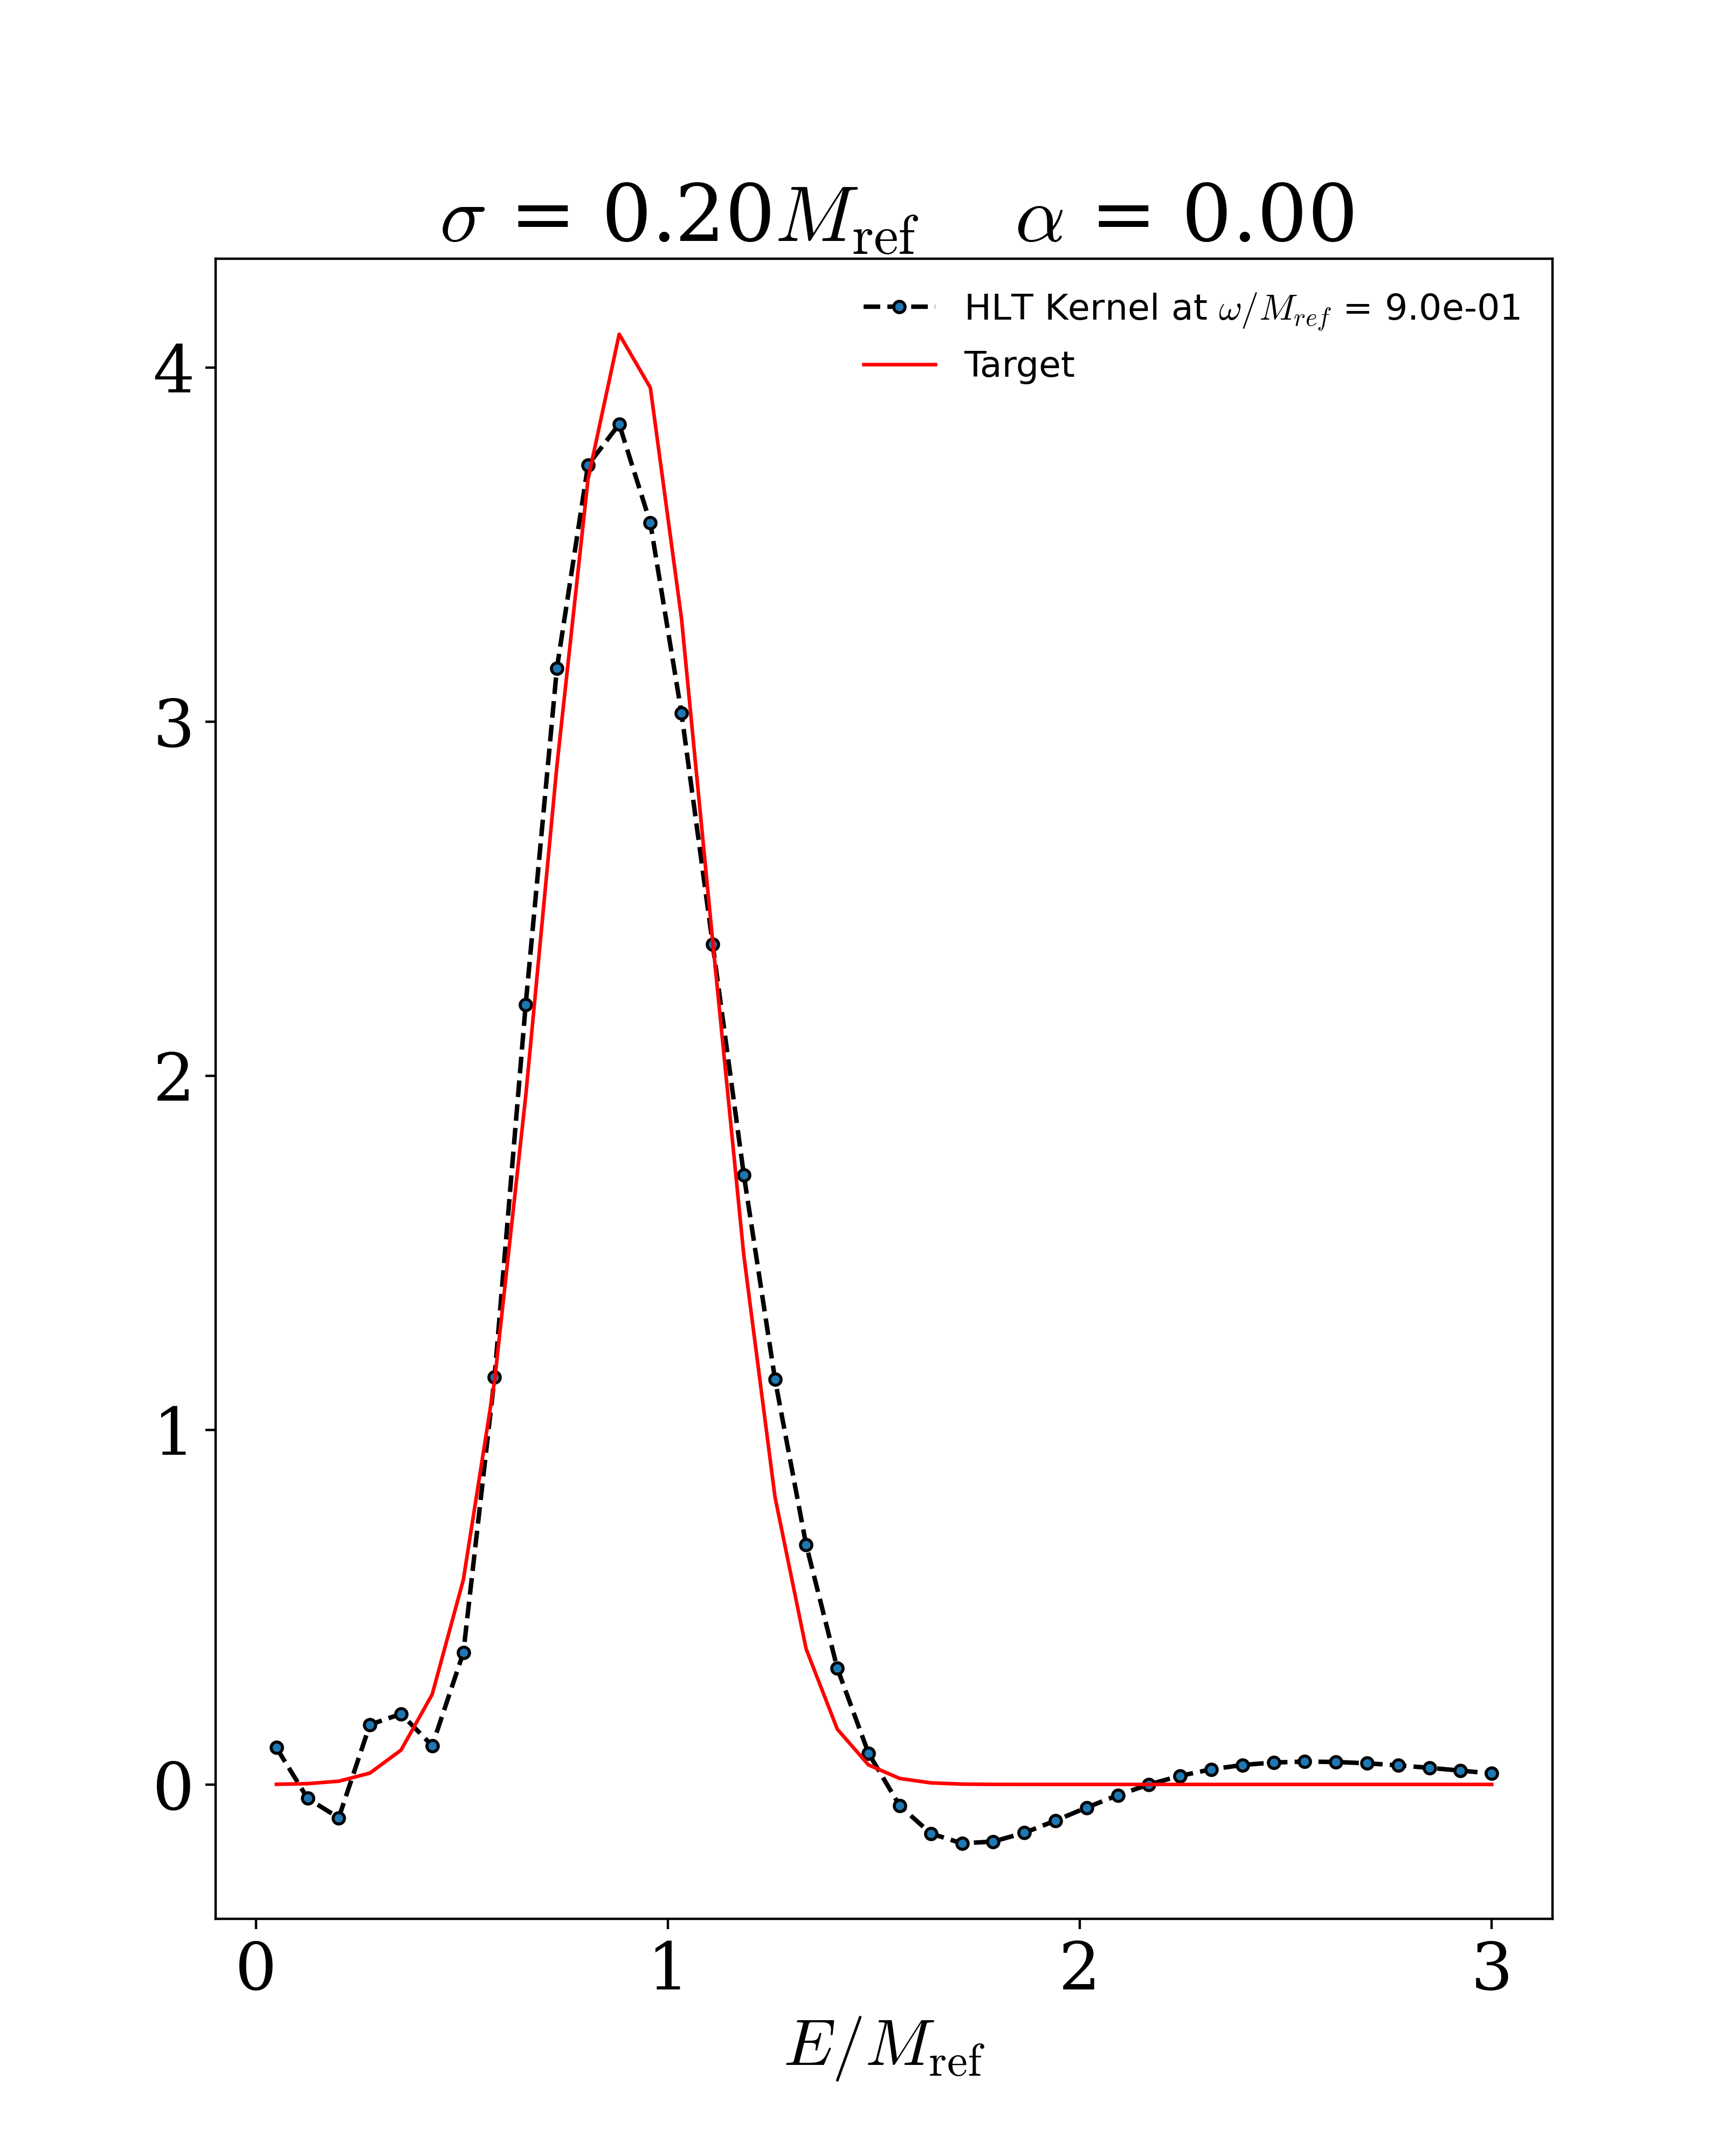 σ = 0.20M_ref α = 0.00
HLT Kernel at ω/M_ref = 9.0e-01
Target
4
3
2
1
0
0 1 2 3
E/M_ref